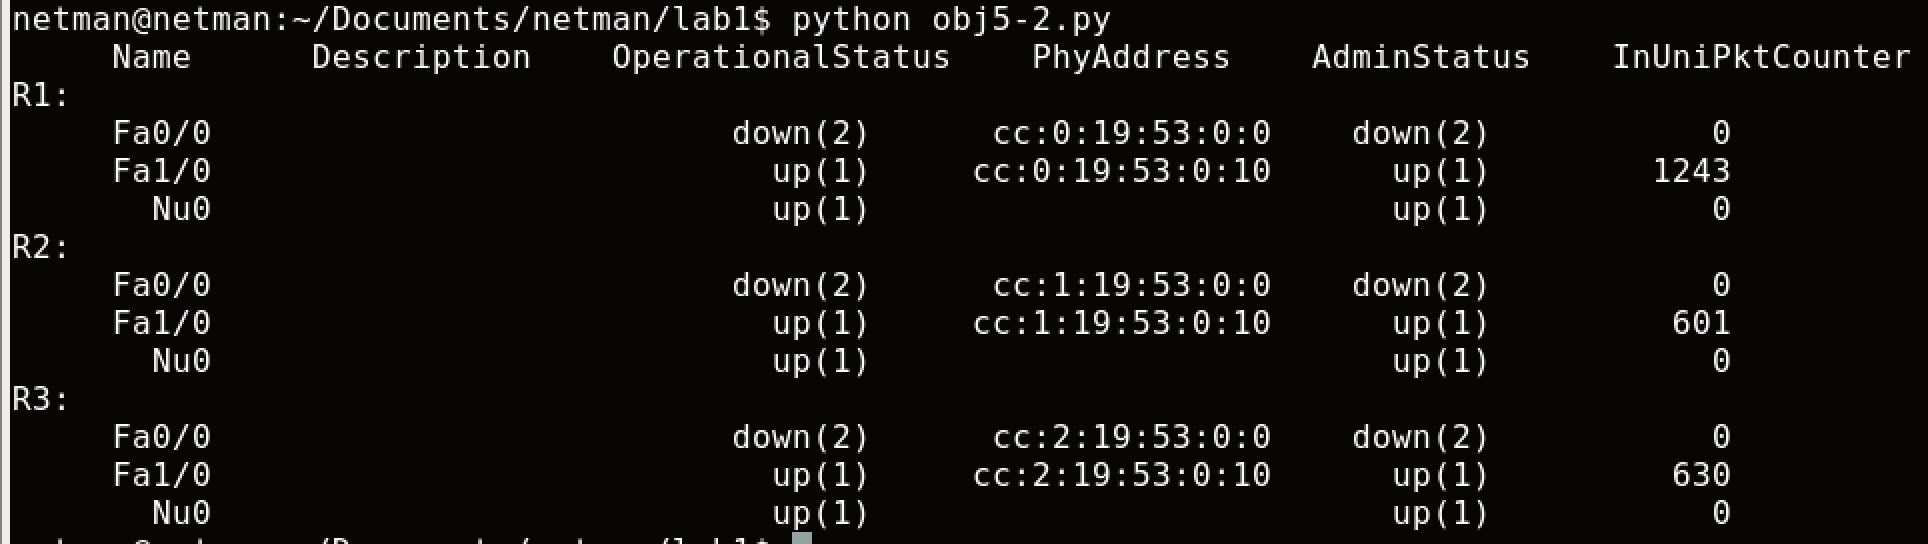 netman@netman:~/Documents/netman/lab1$ python obj5-2.py
Name Description OperationalStatus PhyAddress AdminStatus InUniPktCounter
R1:
Fa0/0 down(2) cc:0:19:53:0:0 down(2) 0
Fa1/0 up(1) cc:0:19:53:0:10 up(1) 1243
Nu0 up(1) up(1) 0
R2:
Fa0/0 down(2) cc:1:19:53:0:0 down(2) 0
Fa1/0 up(1) cc:1:19:53:0:10 up(1) 601
Nu0 up(1) up(1) 0
R3:
Fa0/0 down(2) cc:2:19:53:0:0 down(2) 0
Fa1/0 up(1) cc:2:19:53:0:10 up(1) 630
Nu0 up(1) up(1) 0